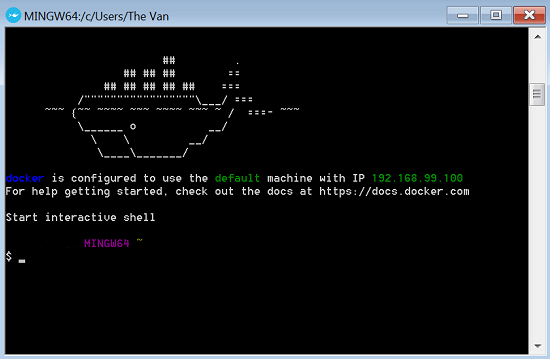 MINGW64:/c/Users/The Van
                        ##         .
                  ## ## ##        ==
               ## ## ## ## ##    ===
           /"""""""""""""""""\___/ ===
      ~~~ {~~ ~~~~ ~~~ ~~~~ ~~~ ~ /  ===- ~~~
           \______ o           __/
             \    \         __/
              \____\_______/
docker is configured to use the default machine with IP 192.168.99.100
For help getting started, check out the docs at https://docs.docker.com
Start interactive shell
MINGW64 ~
$